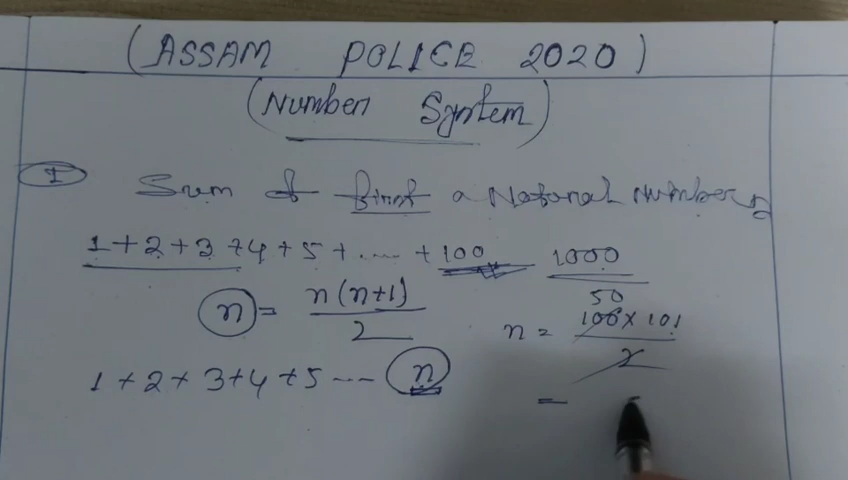 (ASSAM POLICE 2020)
(Number System)
I Sum of first n Natural Numbers
1+2+3+4+5+.....+100 1000
n = n(n+1)/2
50
n = 100×101/2
1+2+3+4+5--- n
=